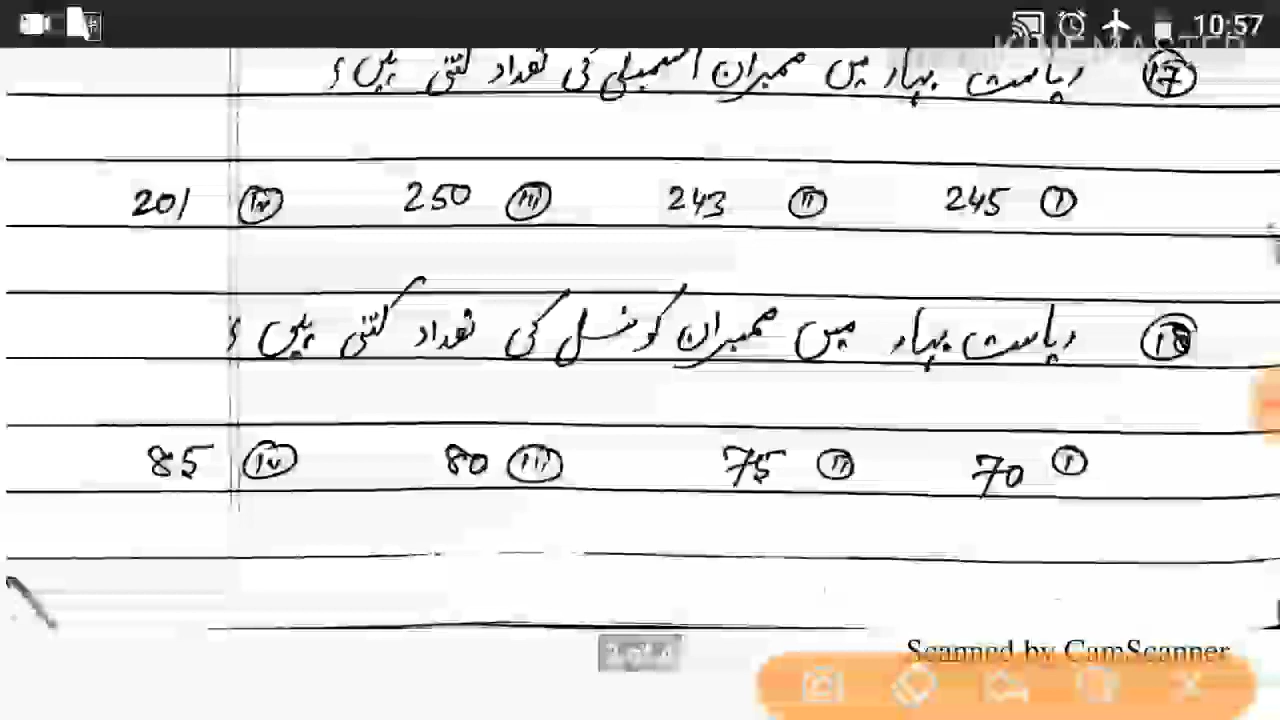 10:57
KINEMASTER
⑰ ریاست بہار میں ممبران اسمبلی کی تعداد کتنی ہیں ؟
Ⓘ 245 ⓘⓘ 243 ⓘⓘⓘ 250 ⓘⓥ 201
⑱ ریاست بہار میں ممبران کونسل کی تعداد کتنی ہیں ؟
Ⓘ 70 ⓘⓘ 75 ⓘⓘⓘ 80 ⓘⓥ 85
Scanned by CamScanner